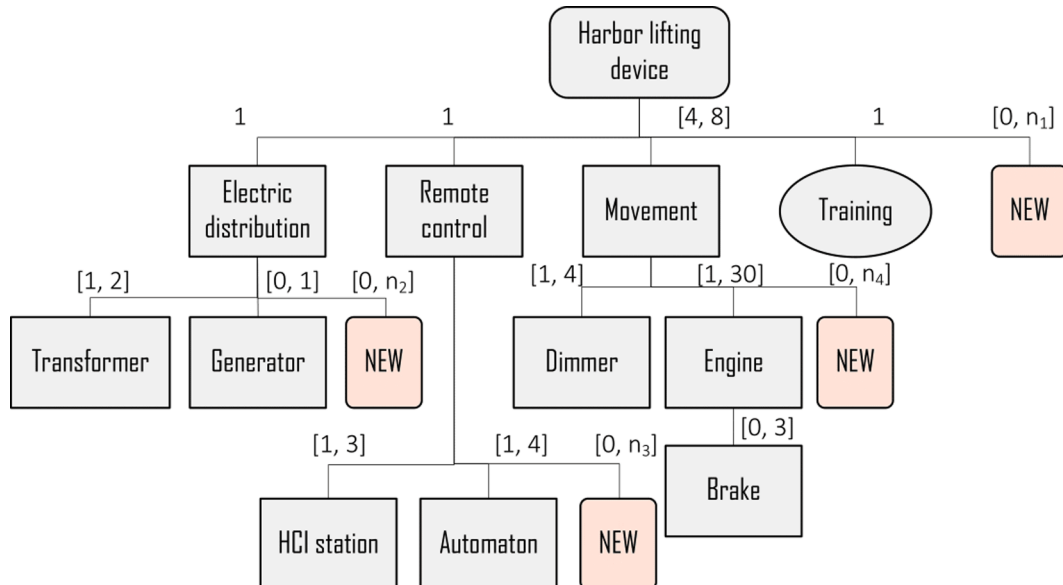 Harbor lifting
device
1
1
[4, 8]
1
[0, n₁]
Electric
distribution
Remote
control
Movement
Training
NEW
[1, 2]
[0, 1]
[0, n₂]
[1, 4]
[1, 30]
[0, n₄]
Transformer
Generator
NEW
Dimmer
Engine
NEW
[1, 3]
[1, 4]
[0, n₃]
[0, 3]
HCI station
Automaton
NEW
Brake